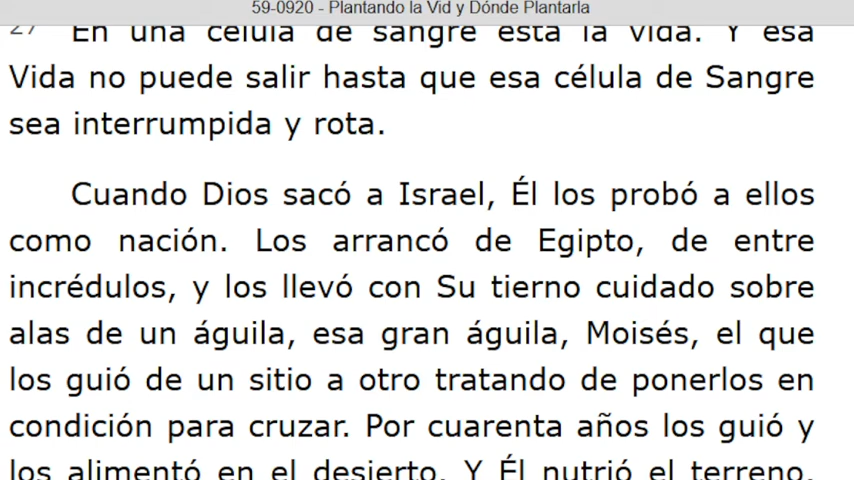 59-0920 - Plantando la Vid y Dónde Plantarla
27 En una célula de sangre está la vida. Y esa
Vida no puede salir hasta que esa célula de Sangre
sea interrumpida y rota.
Cuando Dios sacó a Israel, Él los probó a ellos
como nación. Los arrancó de Egipto, de entre
incrédulos, y los llevó con Su tierno cuidado sobre
alas de un águila, esa gran águila, Moisés, el que
los guió de un sitio a otro tratando de ponerlos en
condición para cruzar. Por cuarenta años los guió y
los alimentó en el desierto. Y Él nutrió el terreno,